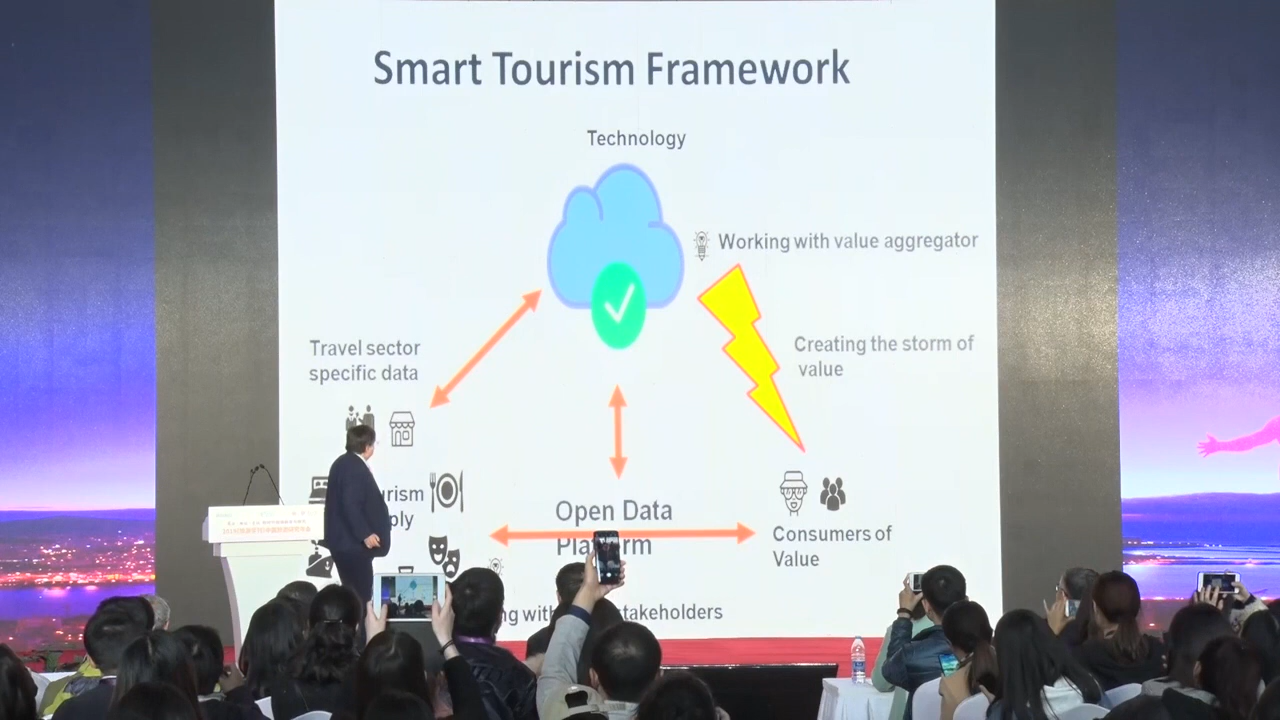 Smart Tourism Framework
Technology
Working with value aggregator
Creating the storm of
value
Travel sector
specific data
Open Data
Consumers of
Value
stakeholders